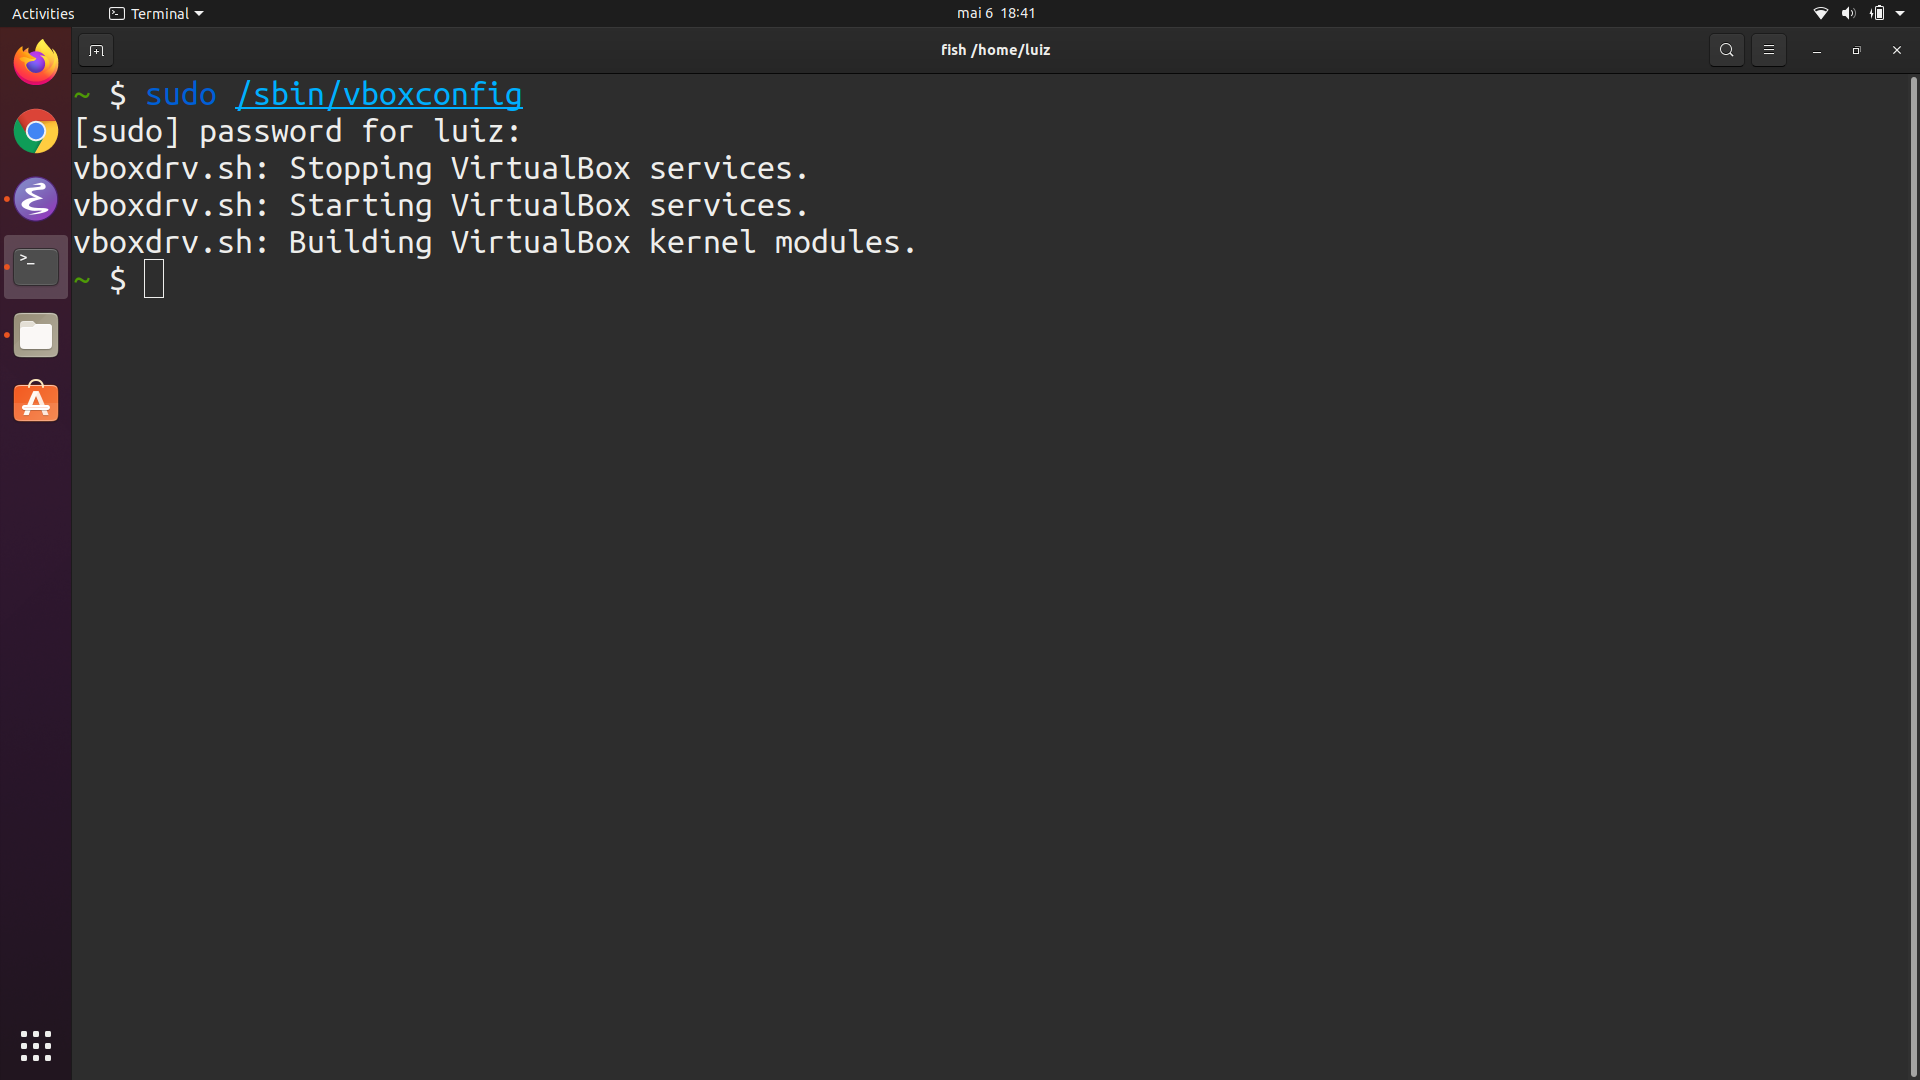 Activities
Terminal
mai 6 18:41
fish /home/luiz
~ $ sudo /sbin/vboxconfig
[sudo] password for luiz:
vboxdrv.sh: Stopping VirtualBox services.
vboxdrv.sh: Starting VirtualBox services.
vboxdrv.sh: Building VirtualBox kernel modules.
~ $